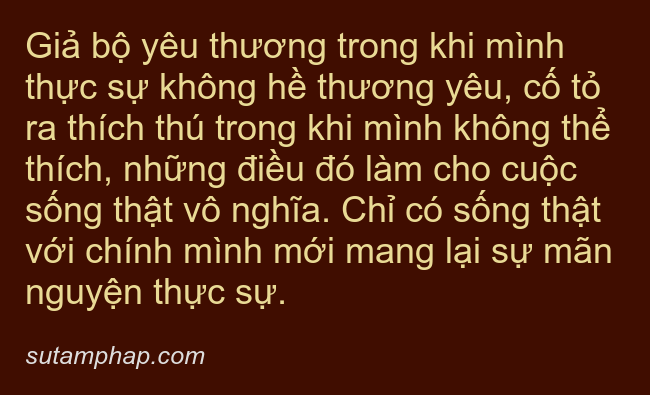 Giả bộ yêu thương trong khi mình
thực sự không hề thương yêu, cố tỏ
ra thích thú trong khi mình không thể
thích, những điều đó làm cho cuộc
sống thật vô nghĩa. Chỉ có sống thật
với chính mình mới mang lại sự mãn
nguyện thực sự.
sutamphap.com